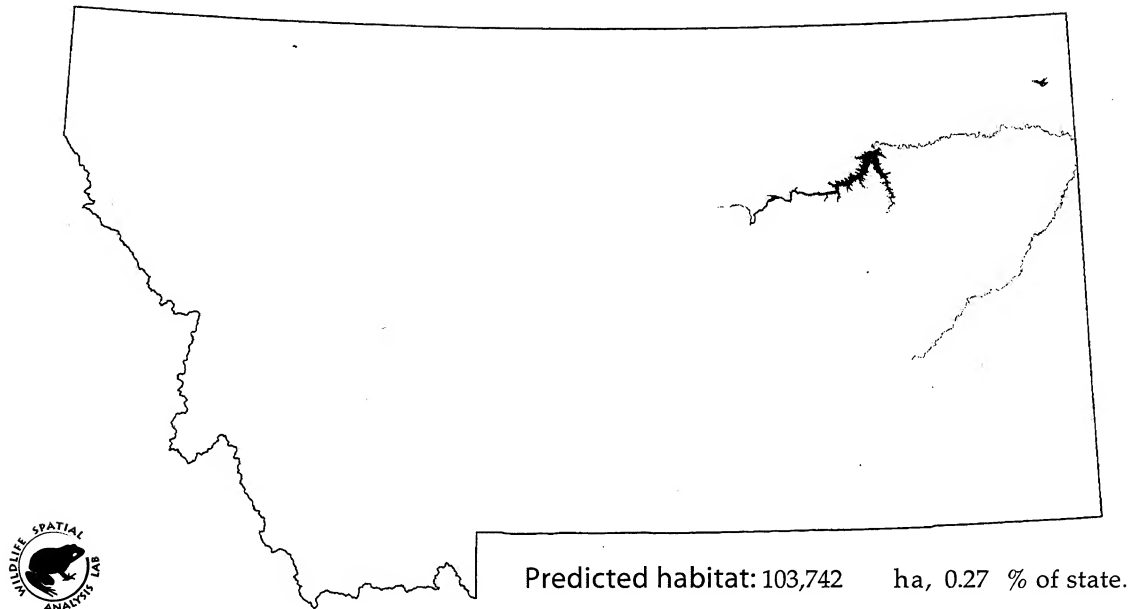 WILDLIFE SPATIAL
ANALYSIS LAB
Predicted habitat: 103,742 ha, 0.27 % of state.